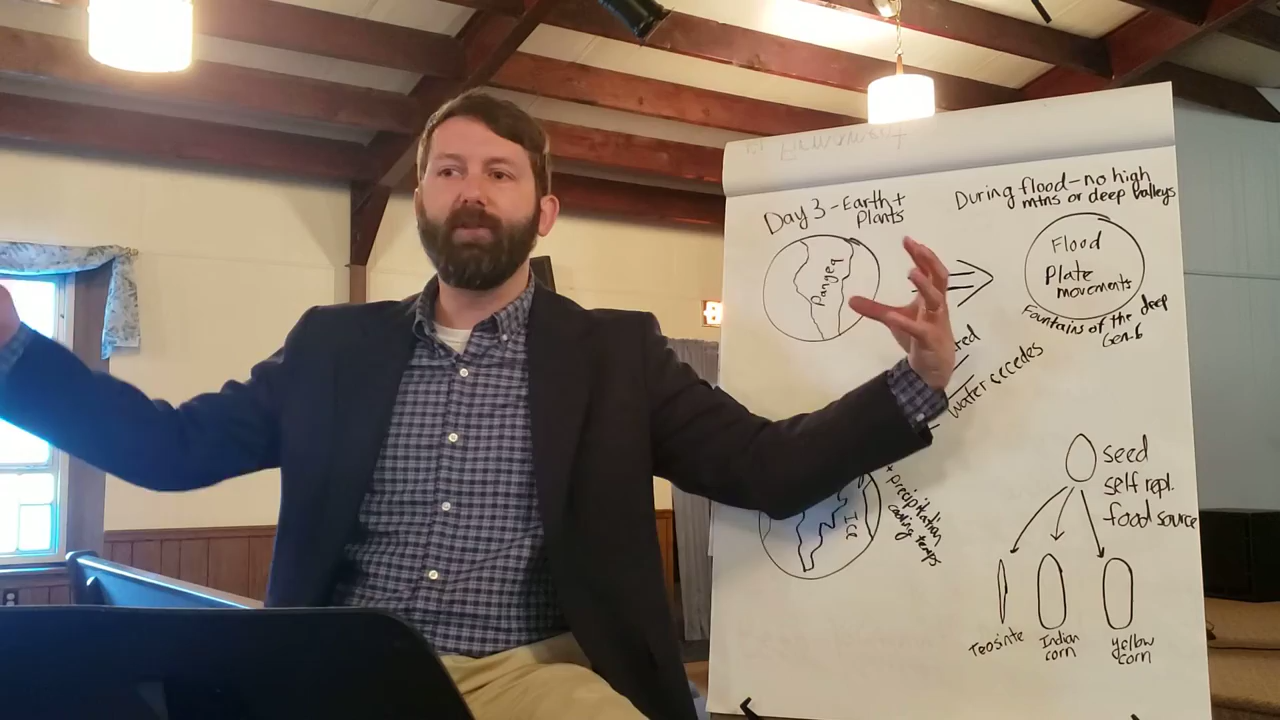 Day 3 - Earth +
Plants
Pangea
During flood - no high
mtns or deep valleys
Flood
Plate
movements
Fountains of the deep
Gen. 6
water recedes
Ice
+ precipitation
cooling temps
seed
self repl.
food source
Teosinte
Indian
corn
yellow
corn